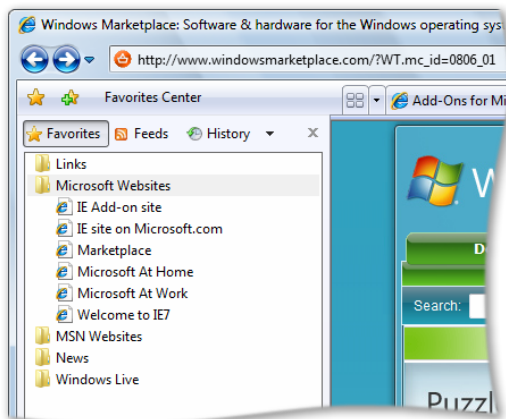 Windows Marketplace: Software & hardware for the Windows operating sys
http://www.windowsmarketplace.com/?WT.mc_id=0806_01
Favorites Center
Add-Ons for Mi
Favorites Feeds History
Links
Microsoft Websites
IE Add-on site
IE site on Microsoft.com
Marketplace
Microsoft At Home
Microsoft At Work
Welcome to IE7
MSN Websites
News
Windows Live
W
D
Search:
Puzzl